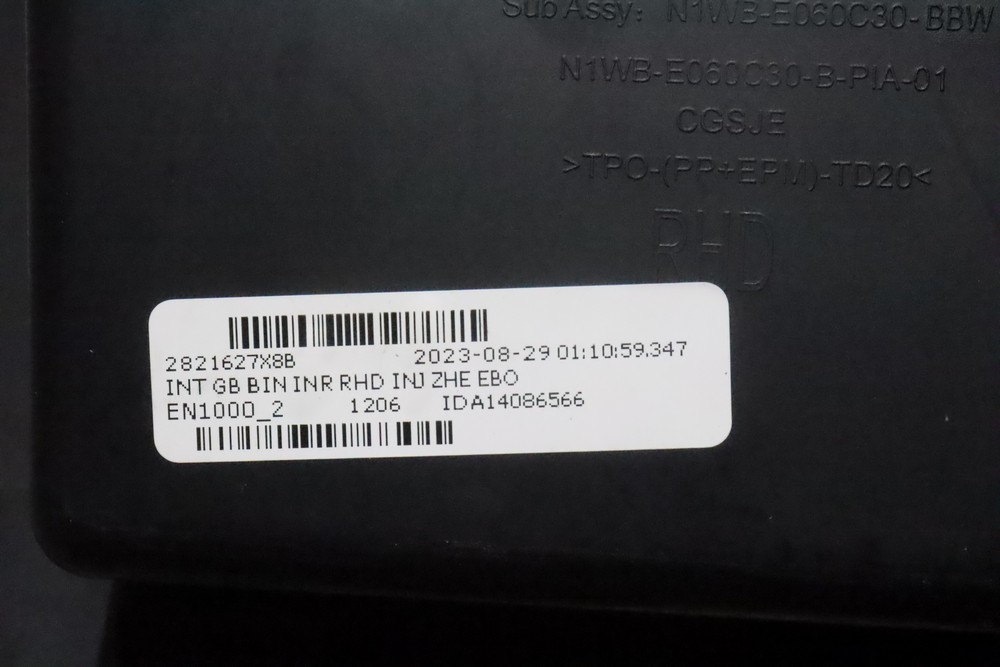 Sub Assy: N1WB-E060C30-BBW
N1WB-E060C30-B-PIA-01
CGSJE
>TPO-(PP+EPM)-TD20<
RHD
2821627X8B 2023-08-29 01:10:59.347
INT GB BIN INR RHD INJ ZHE EBO
EN1000_2 1206 IDA14086566